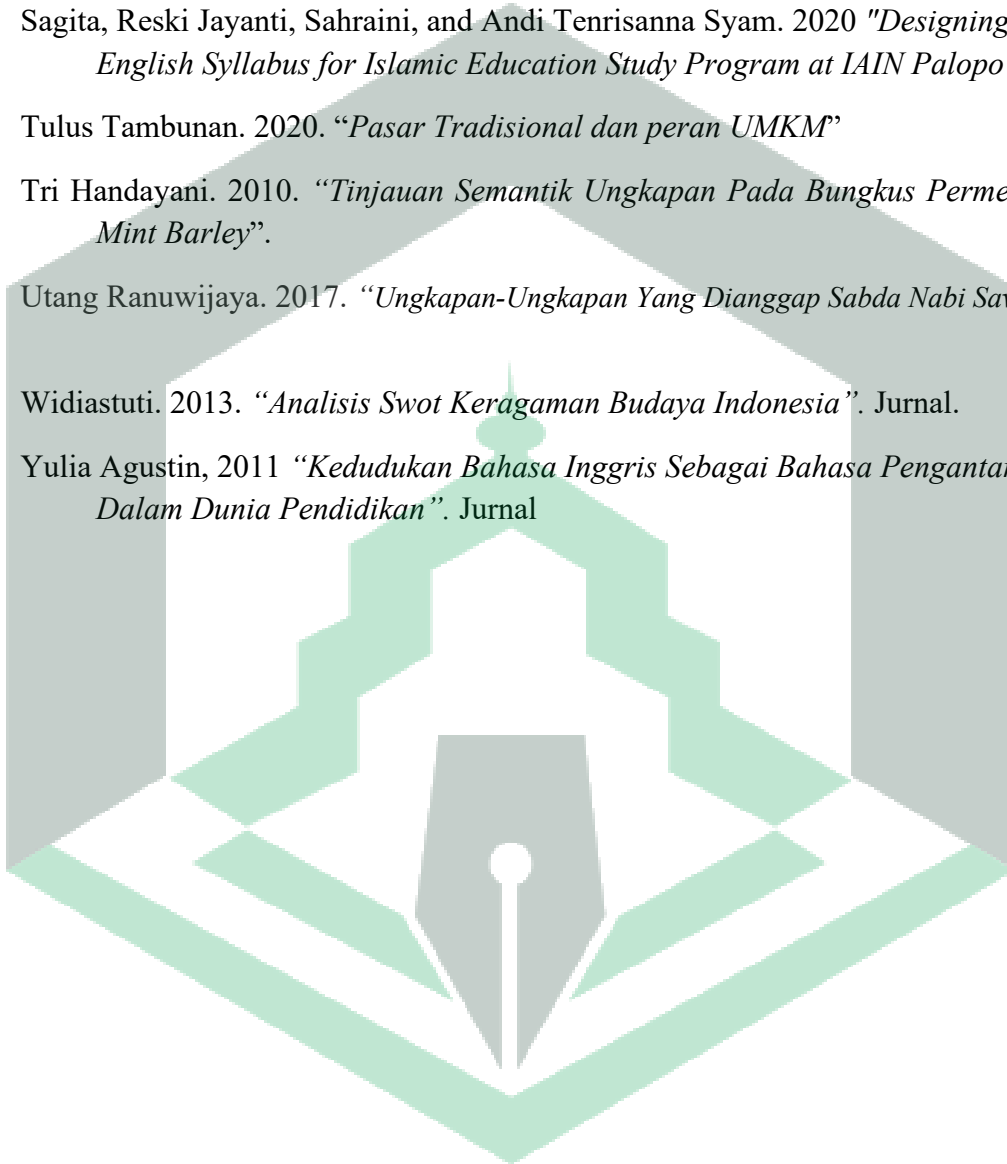 Sagita, Reski Jayanti, Sahraini, and Andi Tenrisanna Syam. 2020 "Designing
English Syllabus for Islamic Education Study Program at IAIN Palopo
Tulus Tambunan. 2020. “Pasar Tradisional dan peran UMKM”
Tri Handayani. 2010. “Tinjauan Semantik Ungkapan Pada Bungkus Perme
Mint Barley”.
Utang Ranuwijaya. 2017. “Ungkapan-Ungkapan Yang Dianggap Sabda Nabi
Widiastuti. 2013. “Analisis Swot Keragaman Budaya Indonesia”. Jurnal.
Yulia Agustin, 2011 “Kedudukan Bahasa Inggris Sebagai Bahasa Pengantar
Dalam Dunia Pendidikan”. Jurnal